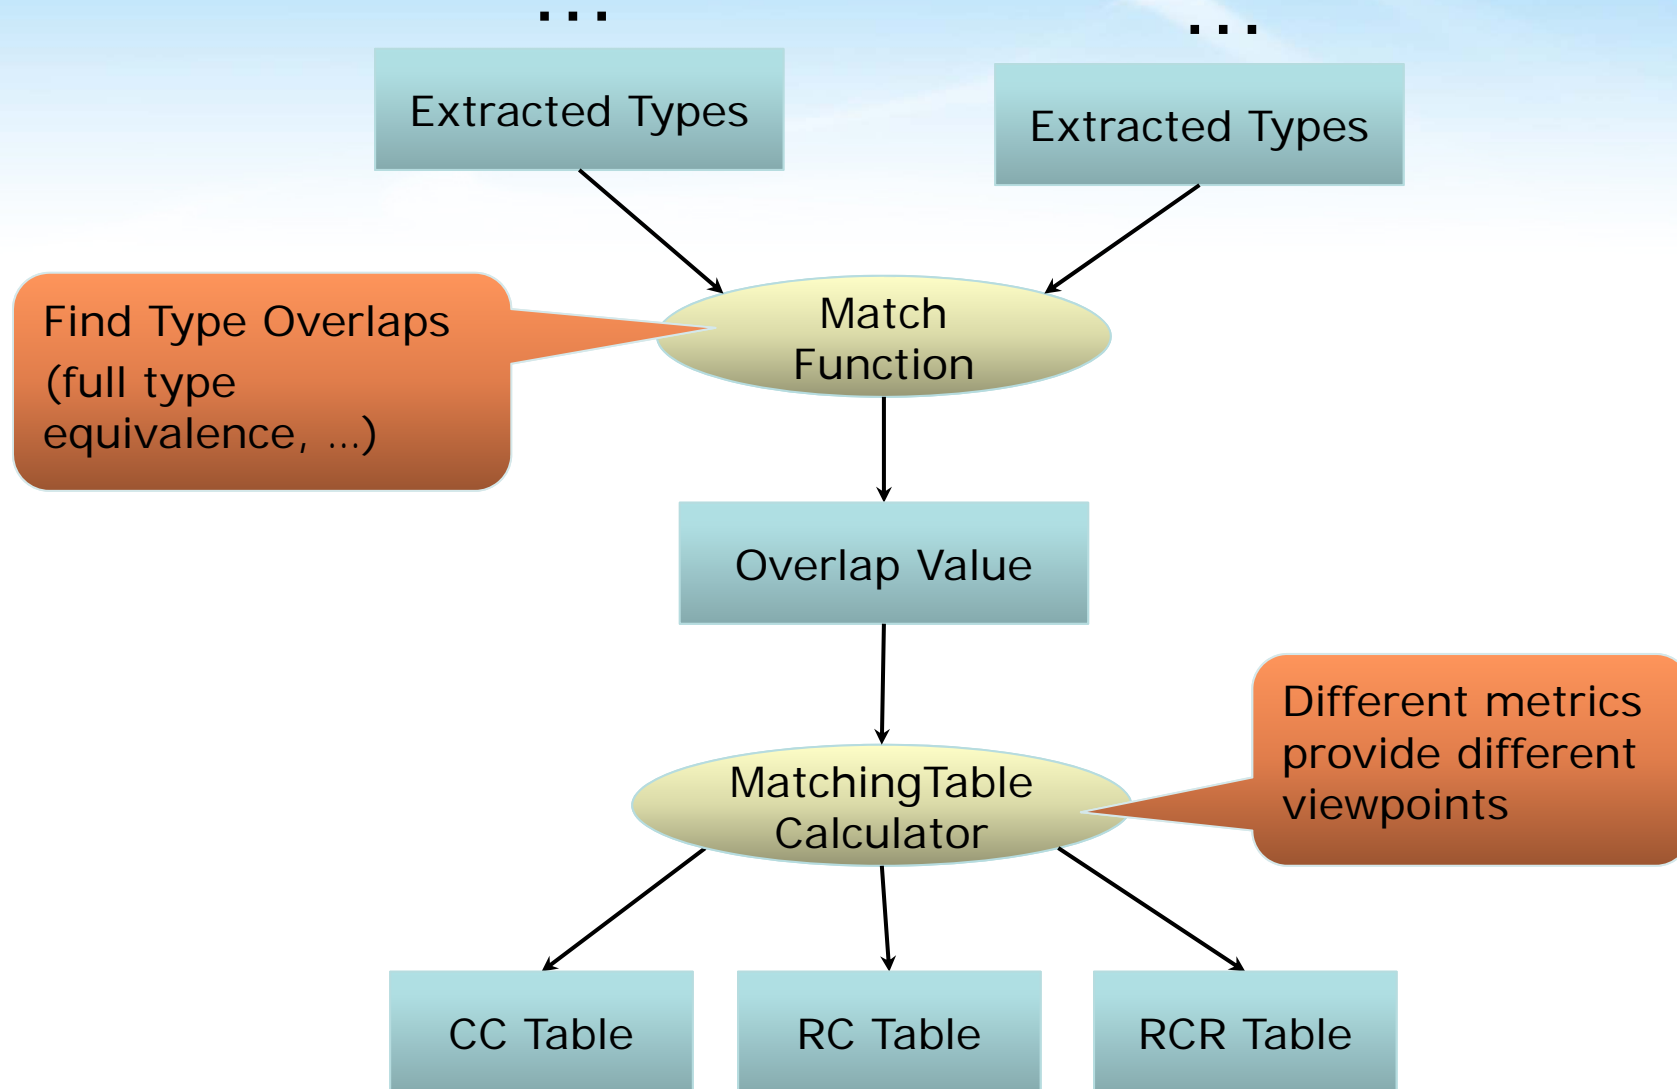 ...
...
Extracted Types
Extracted Types
Find Type Overlaps
(full type
equivalence, ...)
Match
Function
Overlap Value
Different metrics
provide different
viewpoints
MatchingTable
Calculator
CC Table
RC Table
RCR Table